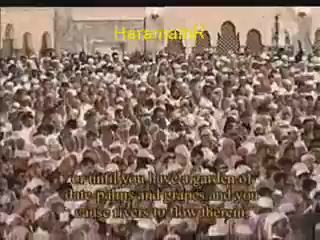 HaramainR
or until you have a garden of
date palms and grapes and you
cause rivers to flow therein,